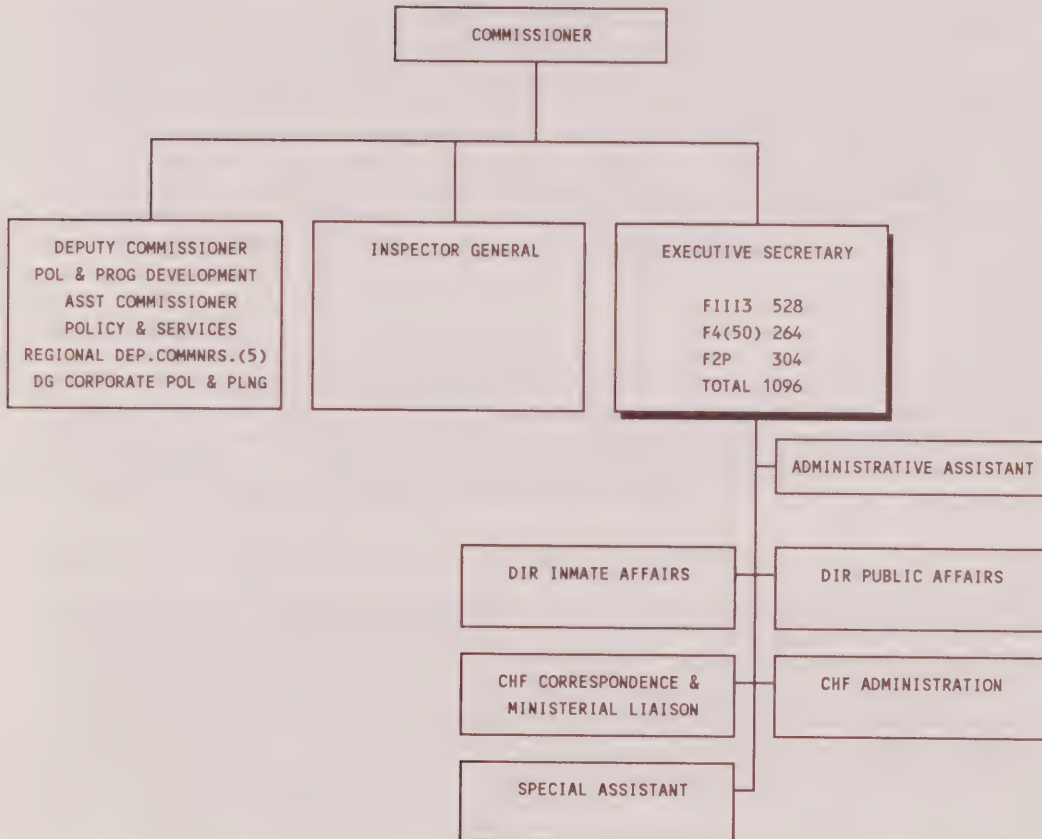 COMMISSIONER
DEPUTY COMMISSIONER
POL & PROG DEVELOPMENT
ASST COMMISSIONER
POLICY & SERVICES
REGIONAL DEP.COMMNRS.(5)
DG CORPORATE POL & PLNG
INSPECTOR GENERAL
EXECUTIVE SECRETARY
FIII3 528
F4(50) 264
F2P 304
TOTAL 1096
ADMINISTRATIVE ASSISTANT
DIR INMATE AFFAIRS
DIR PUBLIC AFFAIRS
CHF CORRESPONDENCE &
MINISTERIAL LIAISON
CHF ADMINISTRATION
SPECIAL ASSISTANT